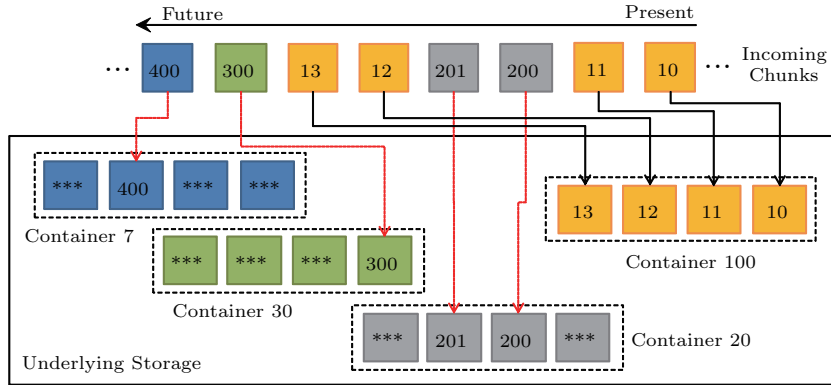 Future Present
... 400 300 13 12 201 200 11 10 ... Incoming
Chunks
*** 400 *** ***
13 12 11 10
Container 7
*** *** *** 300
Container 100
Container 30
*** 201 200 ***
Container 20
Underlying Storage